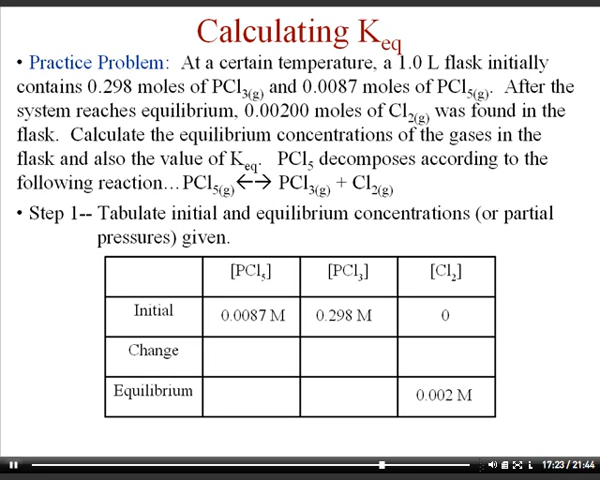 Calculating Keq
• Practice Problem: At a certain temperature, a 1.0 L flask initially
contains 0.298 moles of PCl3(g) and 0.0087 moles of PCl5(g). After the
system reaches equilibrium, 0.00200 moles of Cl2(g) was found in the
flask. Calculate the equilibrium concentrations of the gases in the
flask and also the value of Keq. PCl5 decomposes according to the
following reaction…PCl5(g) ←→ PCl3(g) + Cl2(g)
• Step 1-- Tabulate initial and equilibrium concentrations (or partial
pressures) given.
[PCl5] [PCl3] [Cl2]
Initial 0.0087 M 0.298 M 0
Change
Equilibrium 0.002 M
17:23 / 21:44